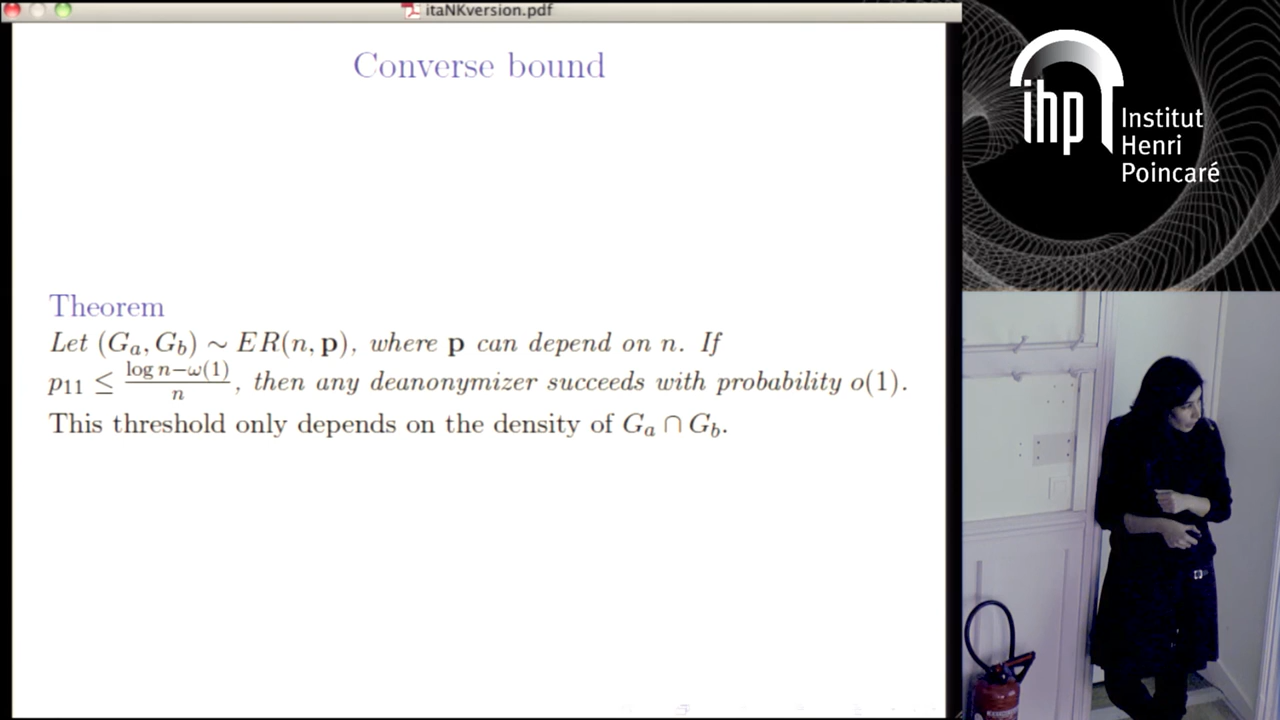 itaNKversion.pdf
Converse bound
Theorem
Let (G_a, G_b) ∼ ER(n, p), where p can depend on n. If
p_11 ≤ (log n−ω(1))/n, then any deanonymizer succeeds with probability o(1).
This threshold only depends on the density of G_a ∩ G_b.
ihp
Institut
Henri
Poincaré